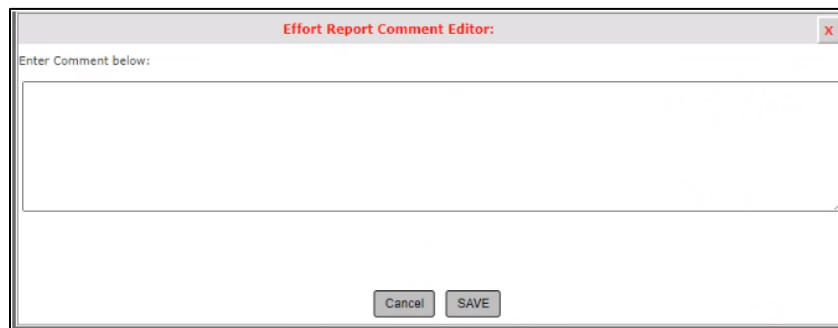 Effort Report Comment Editor:
X
Enter Comment below:
Cancel SAVE